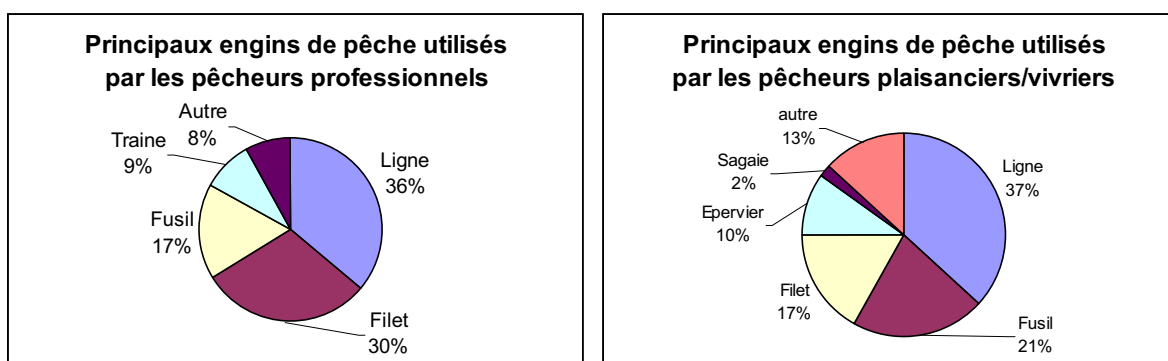 Principaux engins de pêche utilisés
par les pêcheurs professionnels
Autre
8%
Traine
9%
Ligne
36%
Fusil
17%
Filet
30%
Principaux engins de pêche utilisés
par les pêcheurs plaisanciers/vivriers
autre
13%
Sagaie
2%
Ligne
37%
Epervier
10%
Filet
17%
Fusil
21%